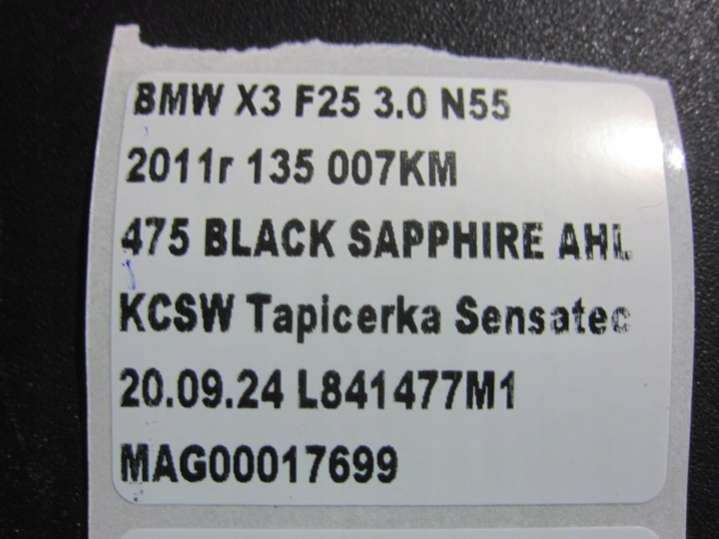 BMW X3 F25 3.0 N55
2011r 135 007KM
475 BLACK SAPPHIRE AHL
KCSW Tapicerka Sensatec
20.09.24 L841477M1
MAG00017699